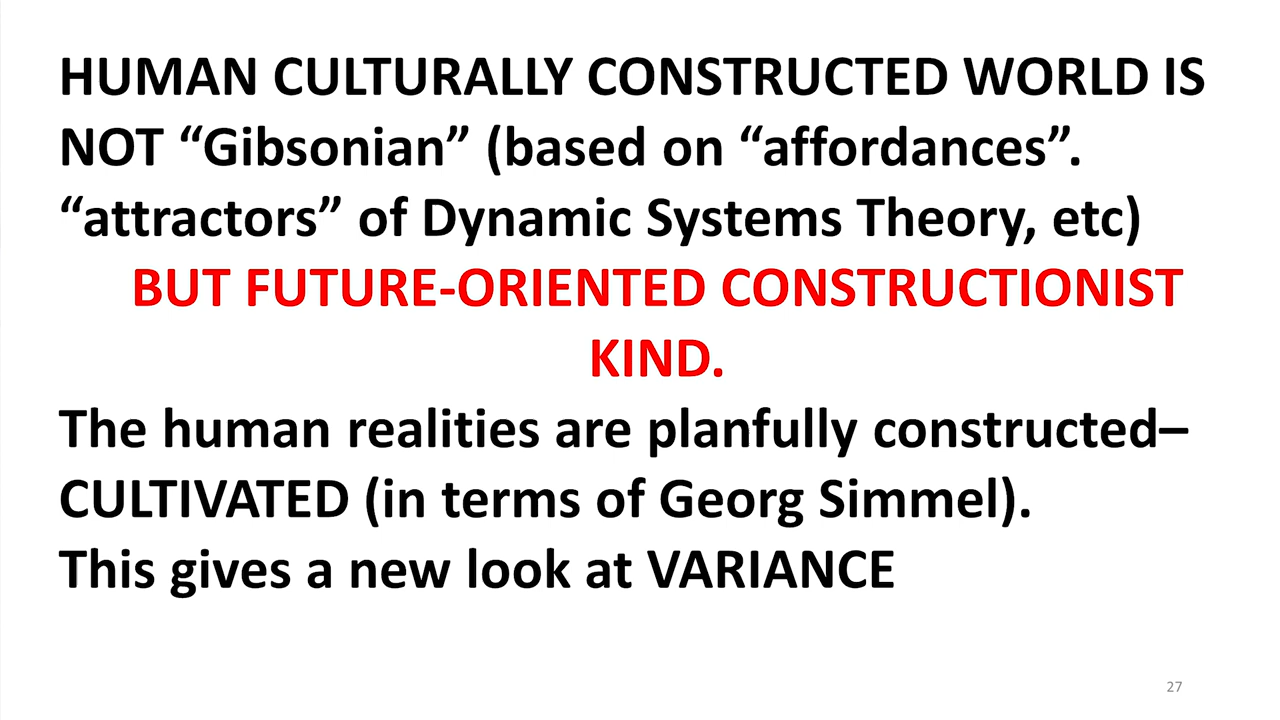 HUMAN CULTURALLY CONSTRUCTED WORLD IS
NOT “Gibsonian” (based on “affordances”.
“attractors” of Dynamic Systems Theory, etc)
BUT FUTURE-ORIENTED CONSTRUCTIONIST
KIND.
The human realities are planfully constructed–
CULTIVATED (in terms of Georg Simmel).
This gives a new look at VARIANCE
27